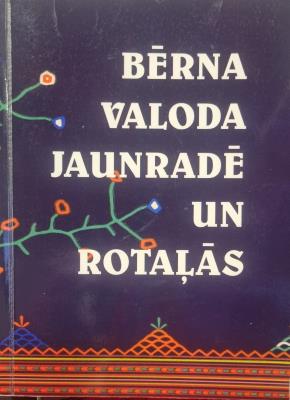 BĒRNA
VALODA
JAUNRADĒ
UN
ROTAĻĀS